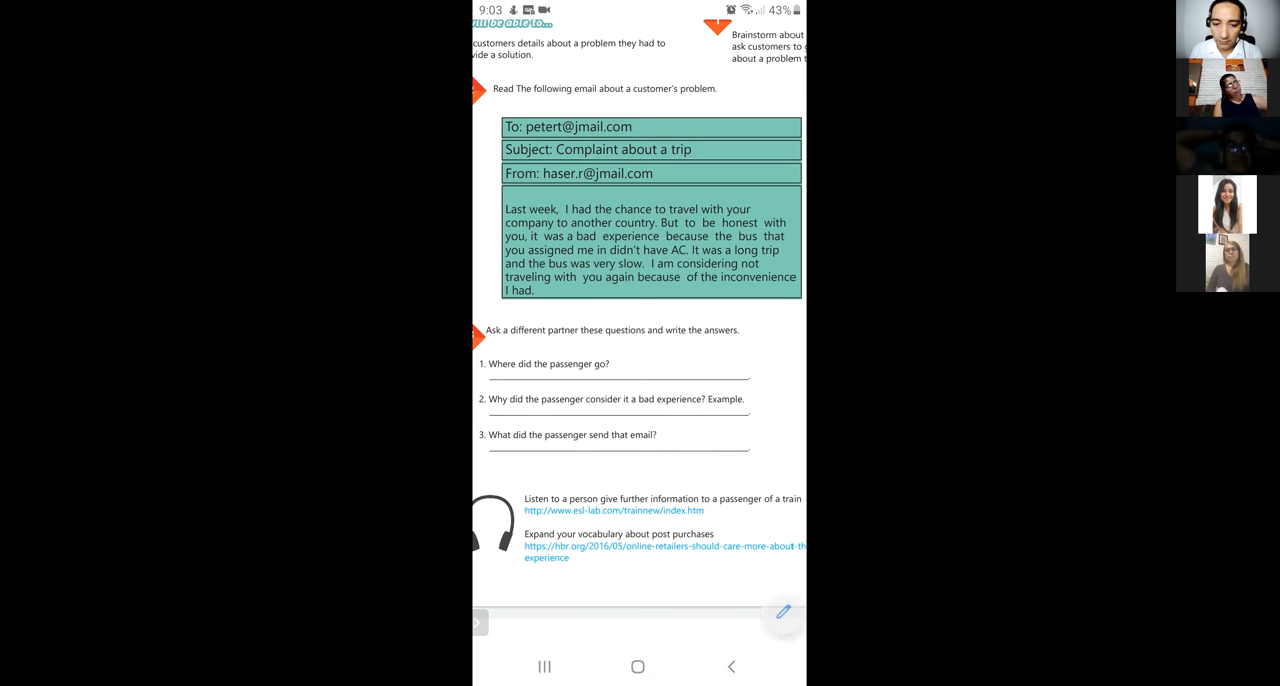 9:03
43%
will be able to...
Brainstorm about
customers details about a problem they had to
ask customers to
vide a solution.
about a problem
Read The following email about a customer's problem.
To: petert@jmail.com
Subject: Complaint about a trip
From: haser.r@jmail.com
Last week, I had the chance to travel with your
company to another country. But to be honest with
you, it was a bad experience because the bus that
you assigned me in didn't have AC. It was a long trip
and the bus was very slow. I am considering not
traveling with you again because of the inconvenience
I had.
Ask a different partner these questions and write the answers.
1. Where did the passenger go?
2. Why did the passenger consider it a bad experience? Example.
3. What did the passenger send that email?
Listen to a person give further information to a passenger of a train
http://www.esl-lab.com/trainnew/index.htm
Expand your vocabulary about post purchases
https://hbr.org/2016/05/online-retailers-should-care-more-about-th
experience